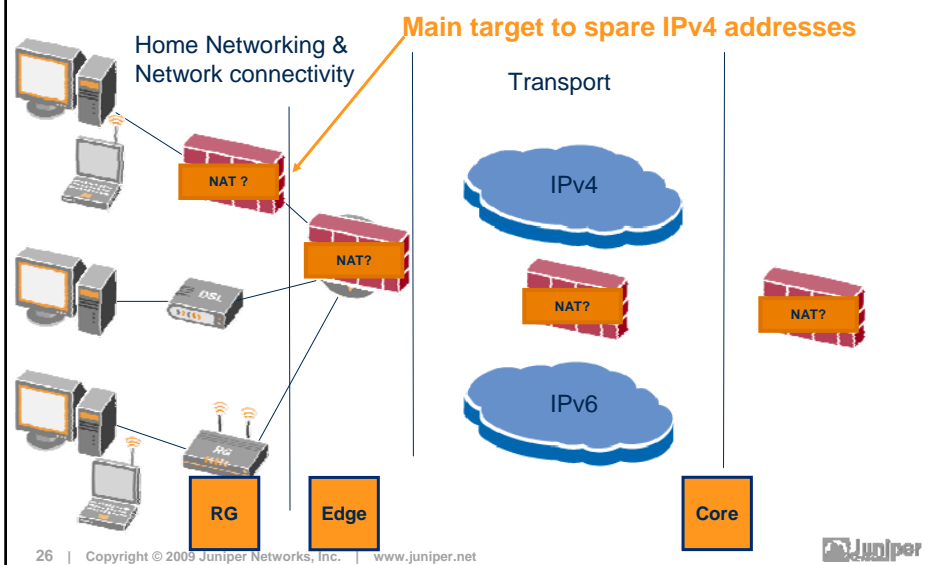 Main target to spare IPv4 addresses
Home Networking &
Network connectivity
Transport
NAT ?
IPv4
NAT?
DSL
NAT?
NAT?
IPv6
RG
RG
Edge
Core
26 | Copyright © 2009 Juniper Networks, Inc. | www.juniper.net
Juniper